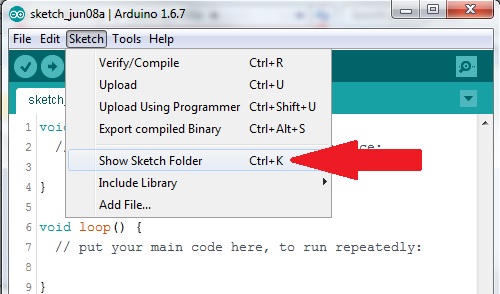 sketch_jun08a | Arduino 1.6.7
File Edit Sketch Tools Help
Verify/Compile Ctrl+R
Upload Ctrl+U
Upload Using Programmer Ctrl+Shift+U
Export compiled Binary Ctrl+Alt+S
Show Sketch Folder Ctrl+K
Include Library
Add File...
sketch_
1 voi
2 //
3
4 }
5
6 void loop() {
7 // put your main code here, to run repeatedly:
8
9 }